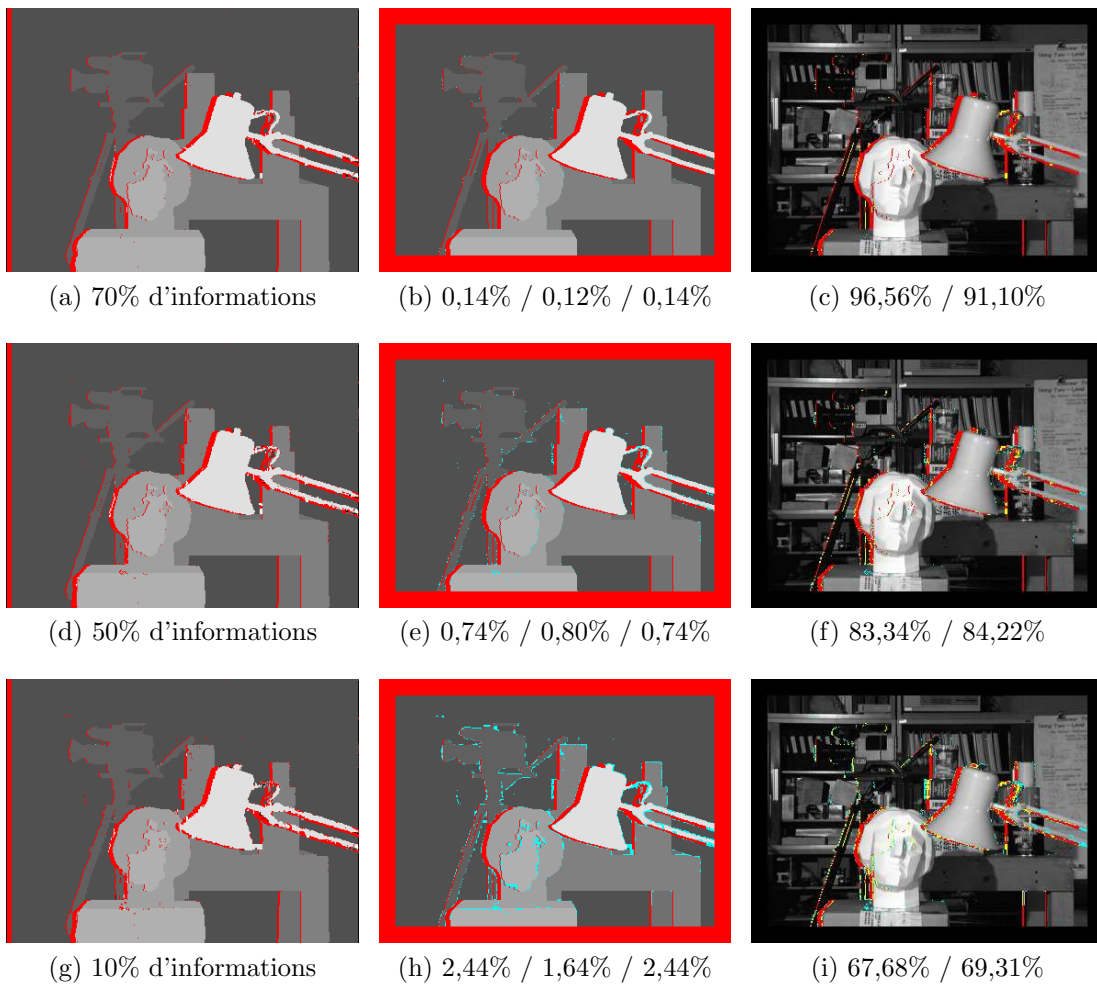 (a) 70% d'informations
(b) 0,14% / 0,12% / 0,14%
(c) 96,56% / 91,10%
(d) 50% d'informations
(e) 0,74% / 0,80% / 0,74%
(f) 83,34% / 84,22%
(g) 10% d'informations
(h) 2,44% / 1,64% / 2,44%
(i) 67,68% / 69,31%